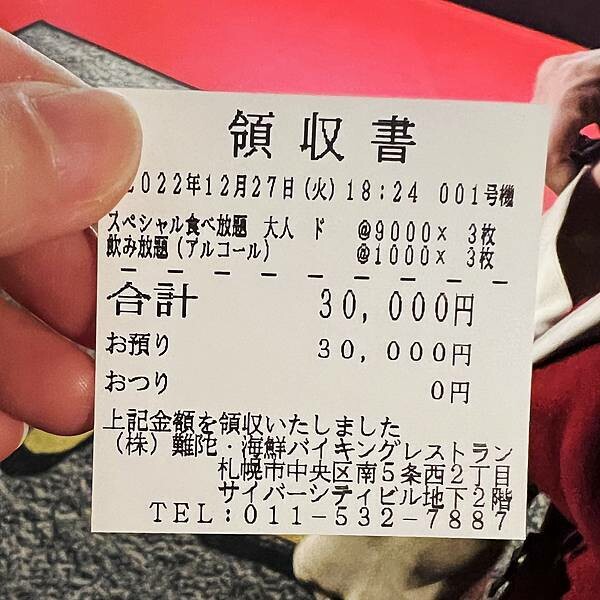 領収書
2022年12月27日(火)18:24 001号機
スペシャル食べ放題 大人 ド @9000× 3枚
飲み放題(アルコール) @1000× 3枚
合計 30,000円
お預り 30,000円
おつり 0円
上記金額を領収いたしました
(株)難陀・海鮮バイキングレストラン
札幌市中央区南5条西2丁目
サイバーシティビル地下2階
TEL:011-532-7887